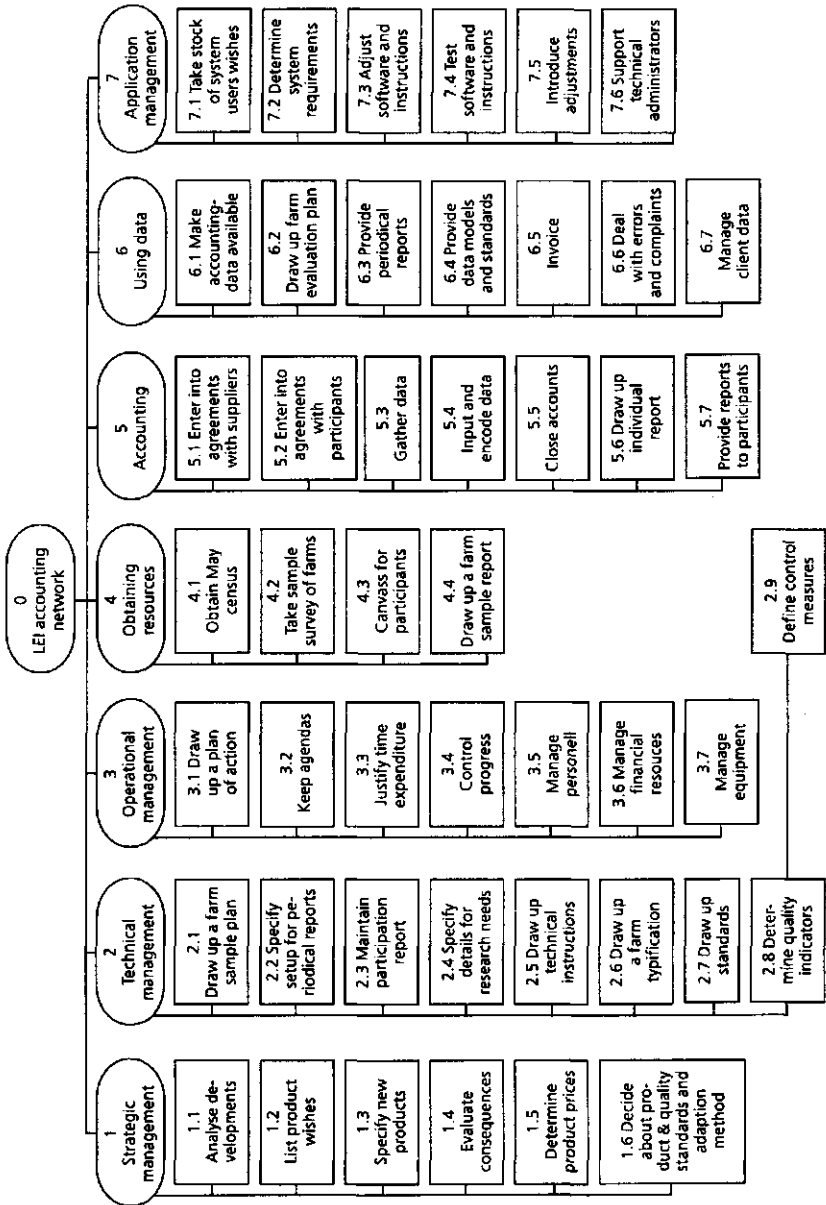 0
LEI accounting
network
1
Strategic
management
1.1
Analyse de-
velopments
1.2
List product
wishes
1.3
Specify new
products
1.4
Evaluate
consequences
1.5
Determine
product prices
1.6 Decide
about pro-
duct & quality
standards and
adaption
method
2
Technical
management
2.1
Draw up a farm
sample plan
2.2 Specify
setup for pe-
riodical reports
2.3 Maintain
participation
report
2.4 Specify
details for
research needs
2.5 Draw up
technical
instructions
2.6 Draw up
a farm
typification
2.7 Draw up
standards
2.8 Deter-
mine quality
indicators
2.9
Define control
measures
3
Operational
management
3.1 Draw
up a plan
of action
3.2
Keep agendas
3.3
Justify time
expenditure
3.4
Control
progress
3.5
Manage
personell
3.6 Manage
financial
resouces
3.7
Manage
equipment
4
Obtaining
resources
4.1
Obtain May
census
4.2
Take sample
survey of farms
4.3
Canvass for
participants
4.4
Draw up a farm
sample report
5
Accounting
5.1 Enter into
agreements
with suppliers
5.2 Enter into
agreements
with
participants
5.3
Gather data
5.4
Input and
encode data
5.5
Close accounts
5.6 Draw up
individual
report
5.7
Provide reports
to participants
6
Using data
6.1 Make
accounting-
data available
6.2
Draw up farm
evaluation plan
6.3 Provide
periodical
reports
6.4 Provide
data models
and standards
6.5
Invoice
6.6 Deal
with errors
and complaints
6.7
Manage
client data
7
Application
management
7.1 Take stock
of system
users wishes
7.2 Determine
system
requirements
7.3 Adjust
software and
instructions
7.4 Test
software and
instructions
7.5
Introduce
adjustments
7.6 Support
technical
administrators